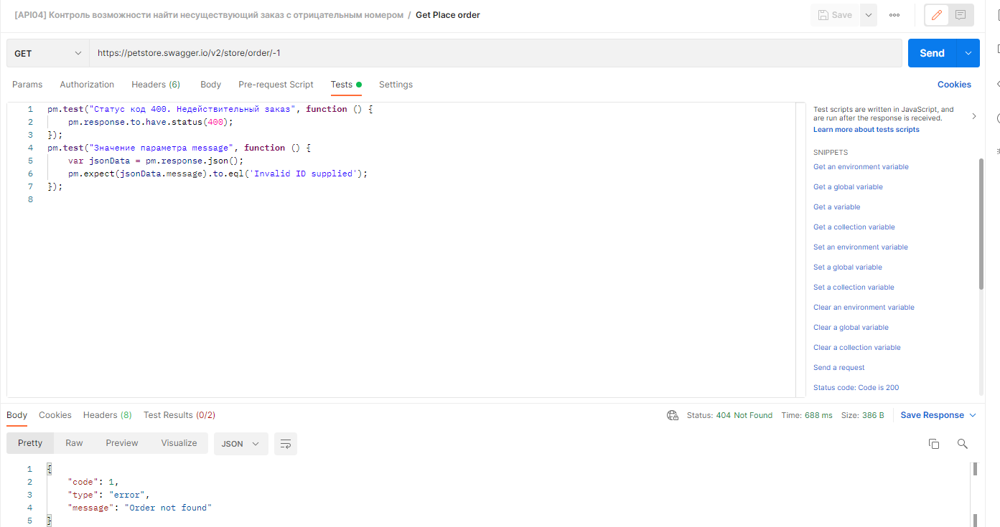 [API04] Контроль возможности найти несуществующий заказ с отрицательным номером / Get Place order
Save
GET
https://petstore.swagger.io/v2/store/order/-1
Send
Params Authorization Headers (6) Body Pre-request Script Tests Settings
Cookies
1 pm.test("Статус код 400. Недействительный заказ", function () {
2 pm.response.to.have.status(400);
3 });
4 pm.test("Значение параметра message", function () {
5 var jsonData = pm.response.json();
6 pm.expect(jsonData.message).to.eql('Invalid ID supplied');
7 });
8
Test scripts are written in JavaScript, and
are run after the response is received.
Learn more about tests scripts
SNIPPETS
Get an environment variable
Get a global variable
Get a variable
Get a collection variable
Set an environment variable
Set a global variable
Set a collection variable
Clear an environment variable
Clear a global variable
Clear a collection variable
Send a request
Status code: Code is 200
Body Cookies Headers (8) Test Results (0/2)
Status: 404 Not Found Time: 688 ms Size: 386 B
Save Response
Pretty Raw Preview Visualize JSON
1 {
2 "code": 1,
3 "type": "error",
4 "message": "Order not found"
5 }